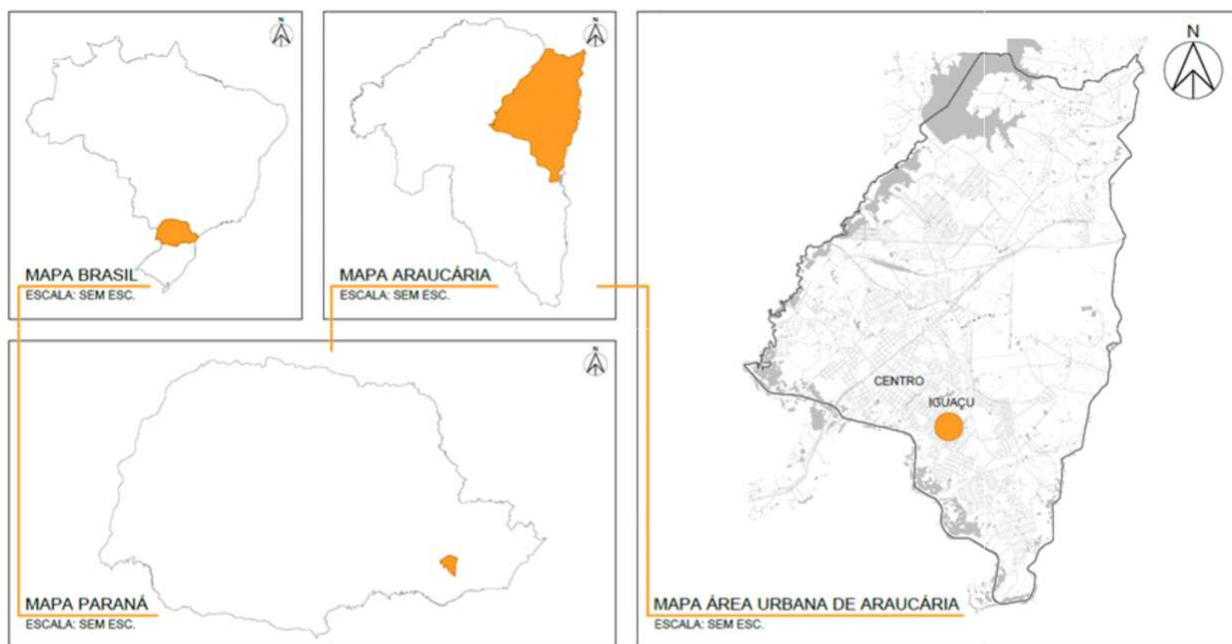 N
MAPA BRASIL
ESCALA: SEM ESC.
N
MAPA ARAUCÁRIA
ESCALA: SEM ESC.
N
MAPA PARANÁ
ESCALA: SEM ESC.
N
CENTRO
IGUAÇU
MAPA ÁREA URBANA DE ARAUCÁRIA
ESCALA: SEM ESC.